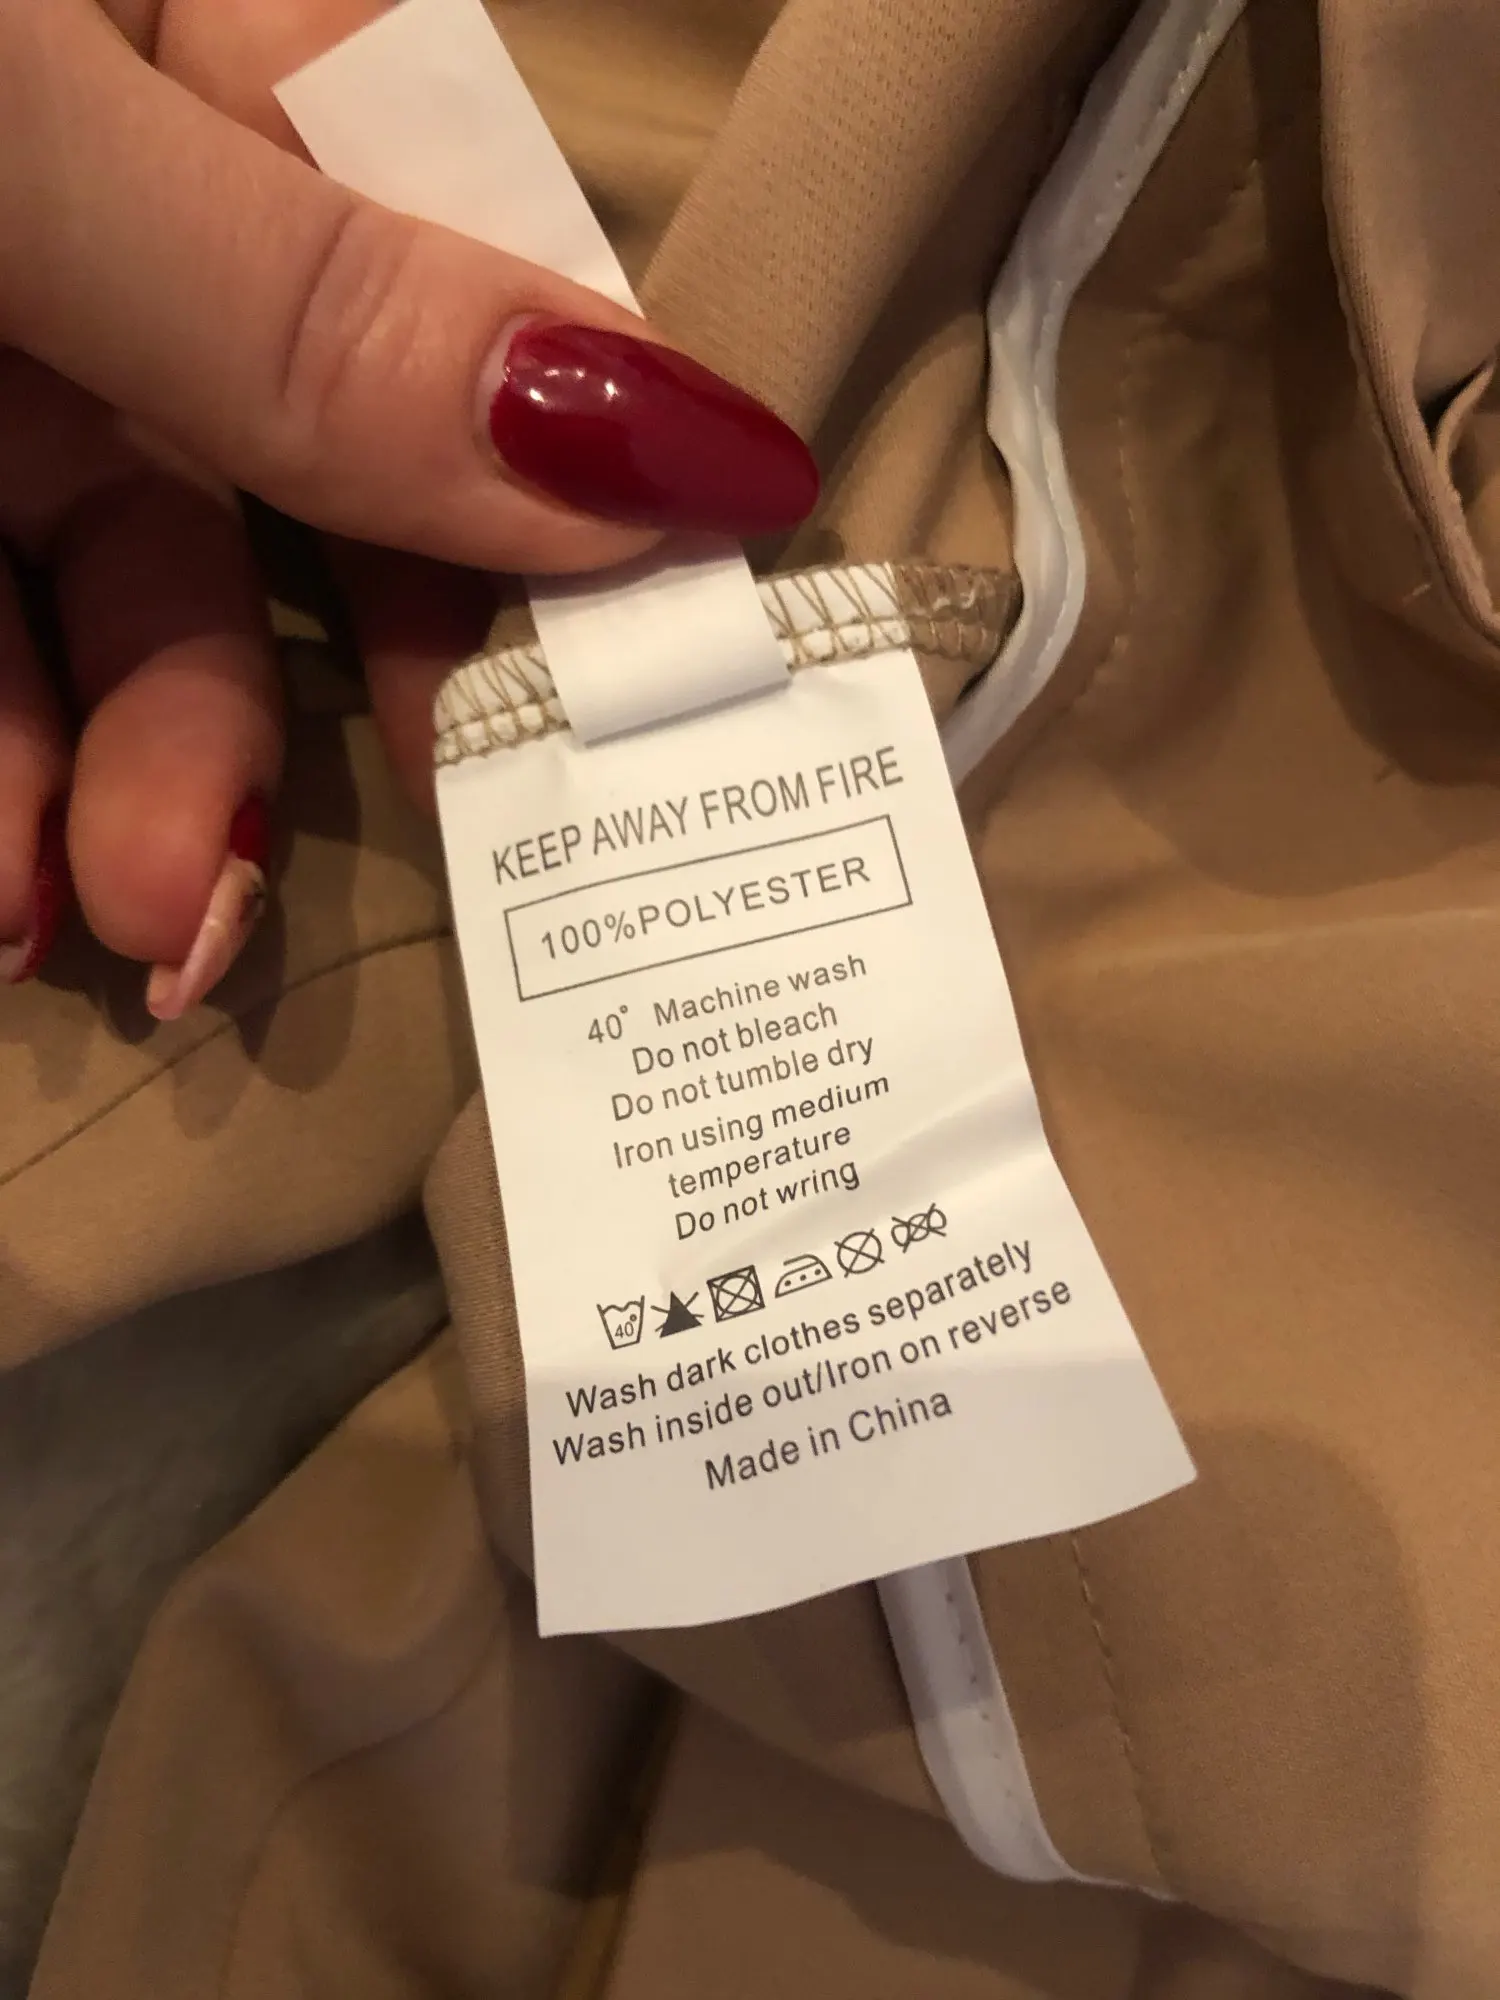 KEEP AWAY FROM FIRE
100%POLYESTER
40° Machine wash
Do not bleach
Do not tumble dry
Iron using medium
temperature
Do not wring
40°
Wash dark clothes separately
Wash inside out/Iron on reverse
Made in China